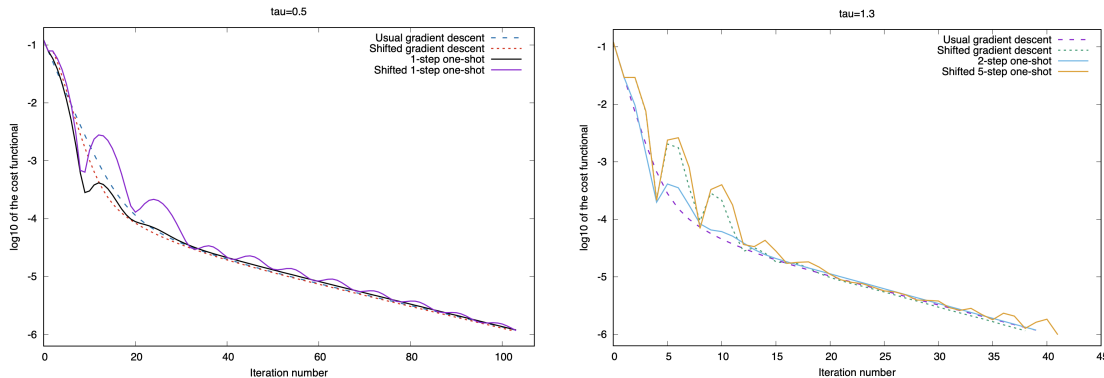 tau=0.5
Usual gradient descent
Shifted gradient descent
1-step one-shot
Shifted 1-step one-shot
log10 of the cost functional
-1
-2
-3
-4
-5
-6
0 20 40 60 80 100
Iteration number
tau=1.3
Usual gradient descent
Shifted gradient descent
2-step one-shot
Shifted 5-step one-shot
log10 of the cost functional
-1
-2
-3
-4
-5
-6
0 5 10 15 20 25 30 35 40 45
Iteration number